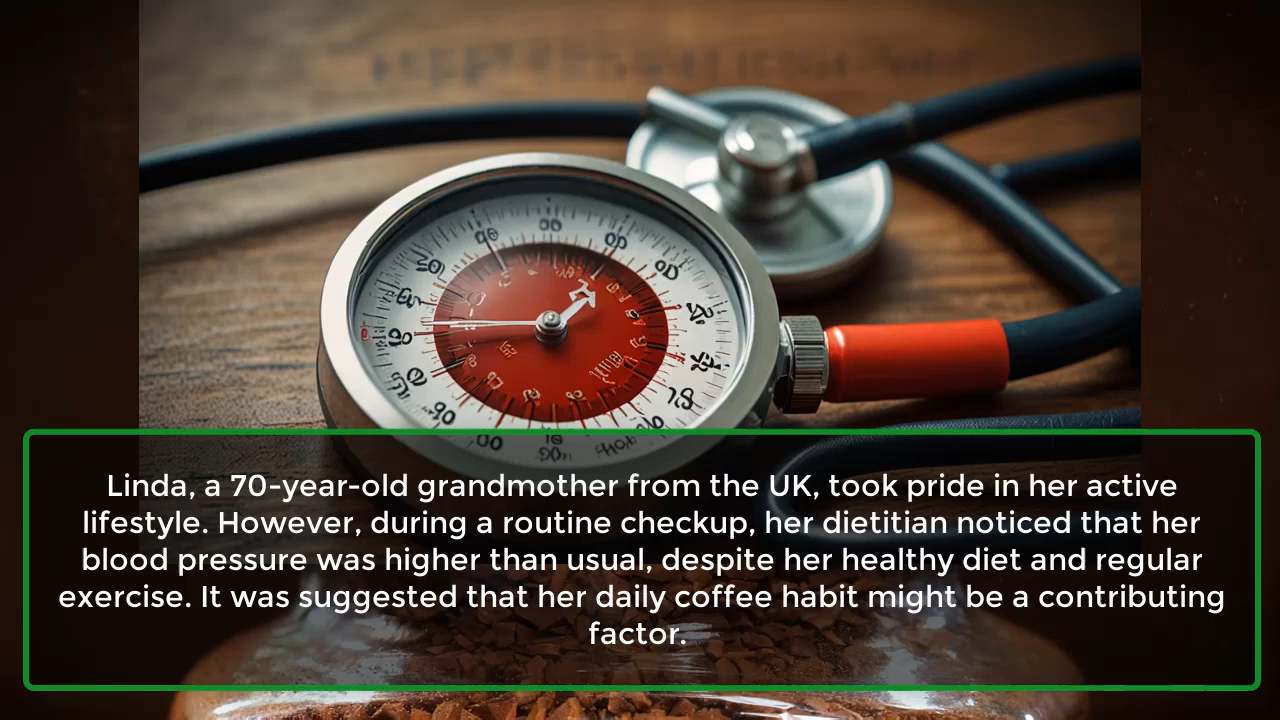 Linda, a 70-year-old grandmother from the UK, took pride in her active
lifestyle. However, during a routine checkup, her dietitian noticed that her
blood pressure was higher than usual, despite her healthy diet and regular
exercise. It was suggested that her daily coffee habit might be a contributing
factor.